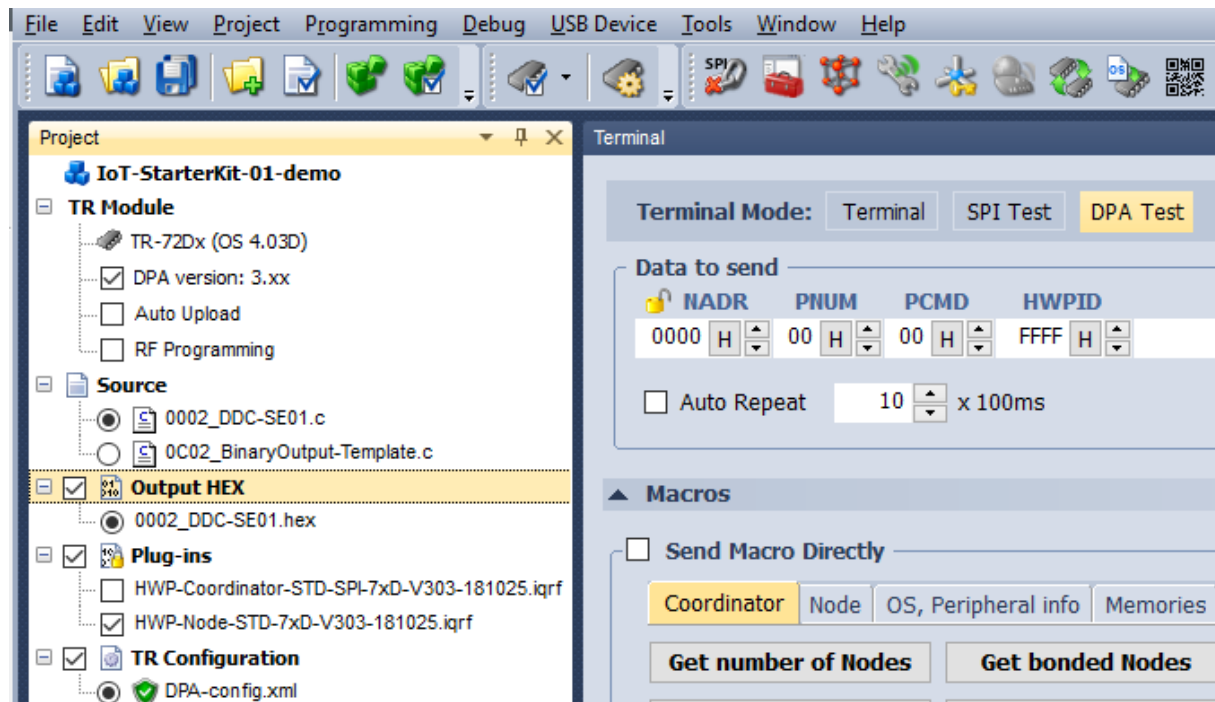 File Edit View Project Programming Debug USB Device Tools Window Help
SPI OS
Project
IoT-StarterKit-01-demo
TR Module
TR-72Dx (OS 4.03D)
DPA version: 3.xx
Auto Upload
RF Programming
Source
0002_DDC-SE01.c
0C02_BinaryOutput-Template.c
Output HEX
0002_DDC-SE01.hex
Plug-ins
HWP-Coordinator-STD-SPI-7xD-V303-181025.iqrf
HWP-Node-STD-7xD-V303-181025.iqrf
TR Configuration
DPA-config.xml
Terminal
Terminal Mode: Terminal SPI Test DPA Test
Data to send
NADR PNUM PCMD HWPID
0000 H 00 H 00 H FFFF H
Auto Repeat 10 x 100ms
Macros
Send Macro Directly
Coordinator Node OS, Peripheral info Memories
Get number of Nodes Get bonded Nodes